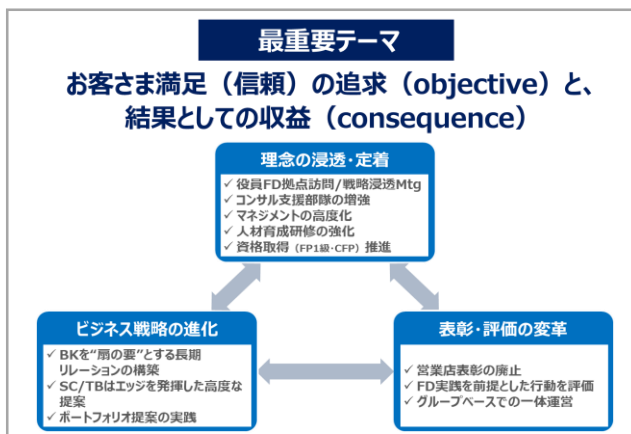 最重要テーマ
お客さま満足（信頼）の追求（objective）と、
結果としての収益（consequence）
理念の浸透・定着
✓ 役員FD拠点訪問/戦略浸透Mtg
✓ コンサル支援部隊の増強
✓ マネジメントの高度化
✓ 人材育成研修の強化
✓ 資格取得（FP1級・CFP）推進
ビジネス戦略の進化
✓ BKを“扇の要”とする長期
リレーションの構築
✓ SC/TBはエッジを発揮した高度な
提案
✓ ポートフォリオ提案の実践
表彰・評価の変革
✓ 営業店表彰の廃止
✓ FD実践を前提とした行動を評価
✓ グループベースでの一体運営